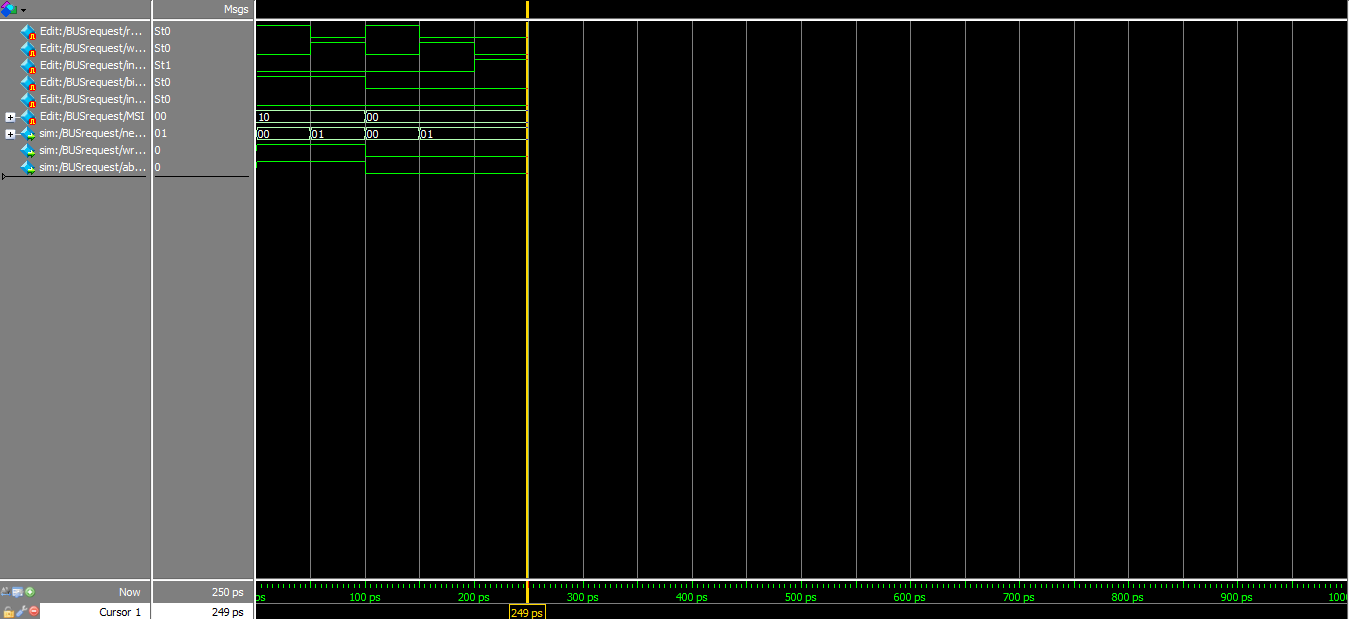 Msgs
Edit:/BUSrequest/r... St0
Edit:/BUSrequest/w... St0
Edit:/BUSrequest/in... St1
Edit:/BUSrequest/bi... St0
Edit:/BUSrequest/in... St0
Edit:/BUSrequest/MSI 00 10 00
sim:/BUSrequest/ne... 01 00 01 00 01
sim:/BUSrequest/wr... 0
sim:/BUSrequest/ab... 0
Now 250 ps ps 100 ps 200 ps 300 ps 400 ps 500 ps 600 ps 700 ps 800 ps 900 ps 100
Cursor 1 249 ps 249 ps